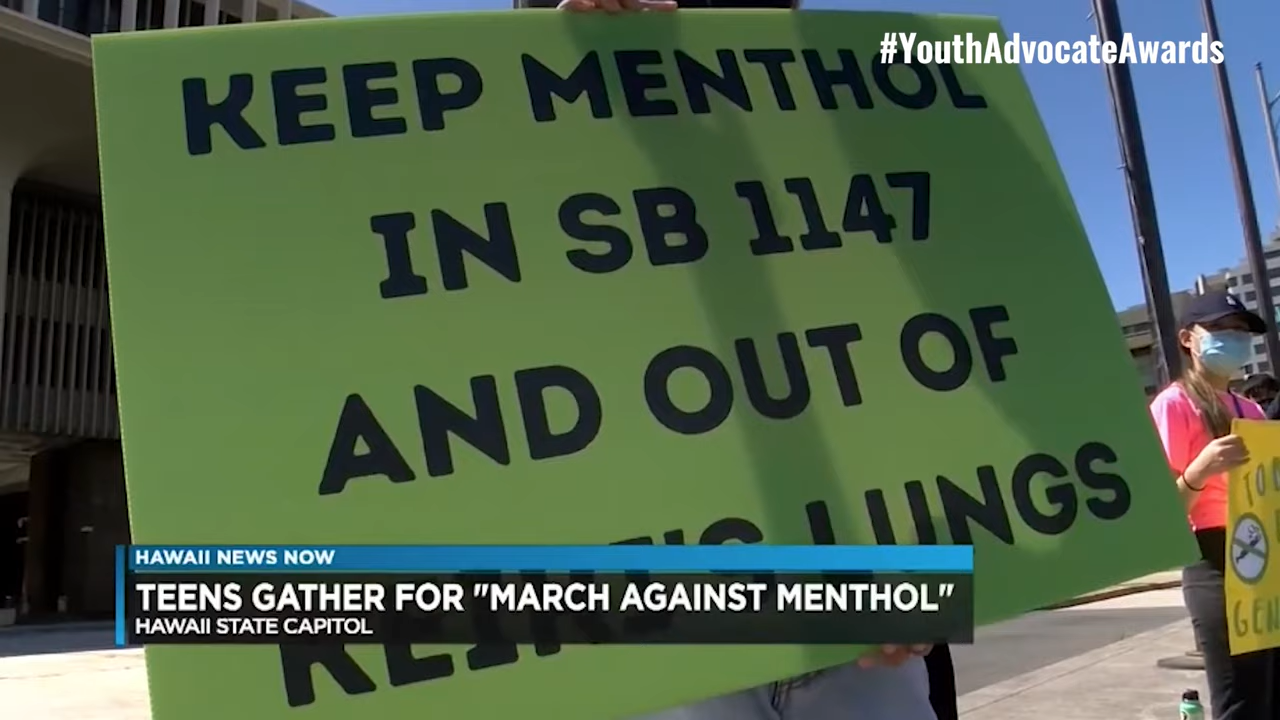 #YouthAdvocateAwards
KEEP MENTHOL
IN SB 1147
AND OUT OF
KEIKI'S LUNGS
HAWAII NEWS NOW
TEENS GATHER FOR "MARCH AGAINST MENTHOL"
HAWAII STATE CAPITOL